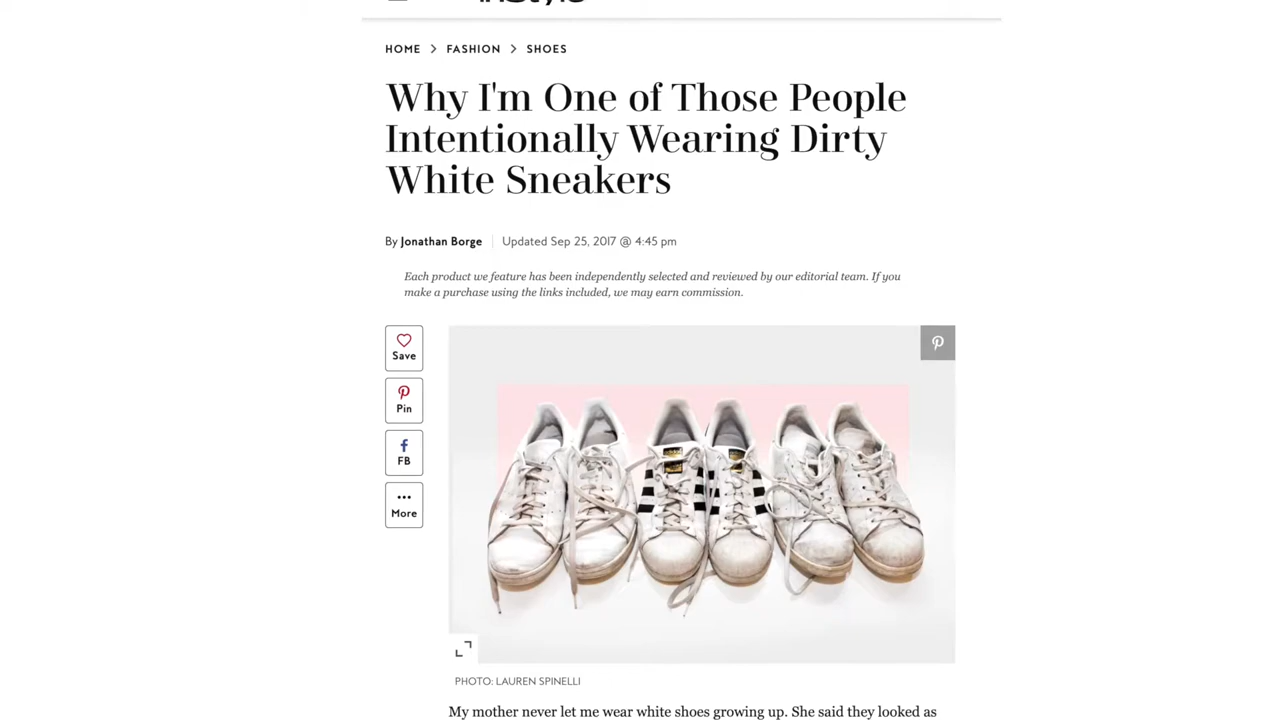 HOME > FASHION > SHOES
Why I'm One of Those People
Intentionally Wearing Dirty
White Sneakers
By Jonathan Borge Updated Sep 25, 2017 @ 4:45 pm
Each product we feature has been independently selected and reviewed by our editorial team. If you
make a purchase using the links included, we may earn commission.
Save
Pin
FB
More
PHOTO: LAUREN SPINELLI
My mother never let me wear white shoes growing up. She said they looked as